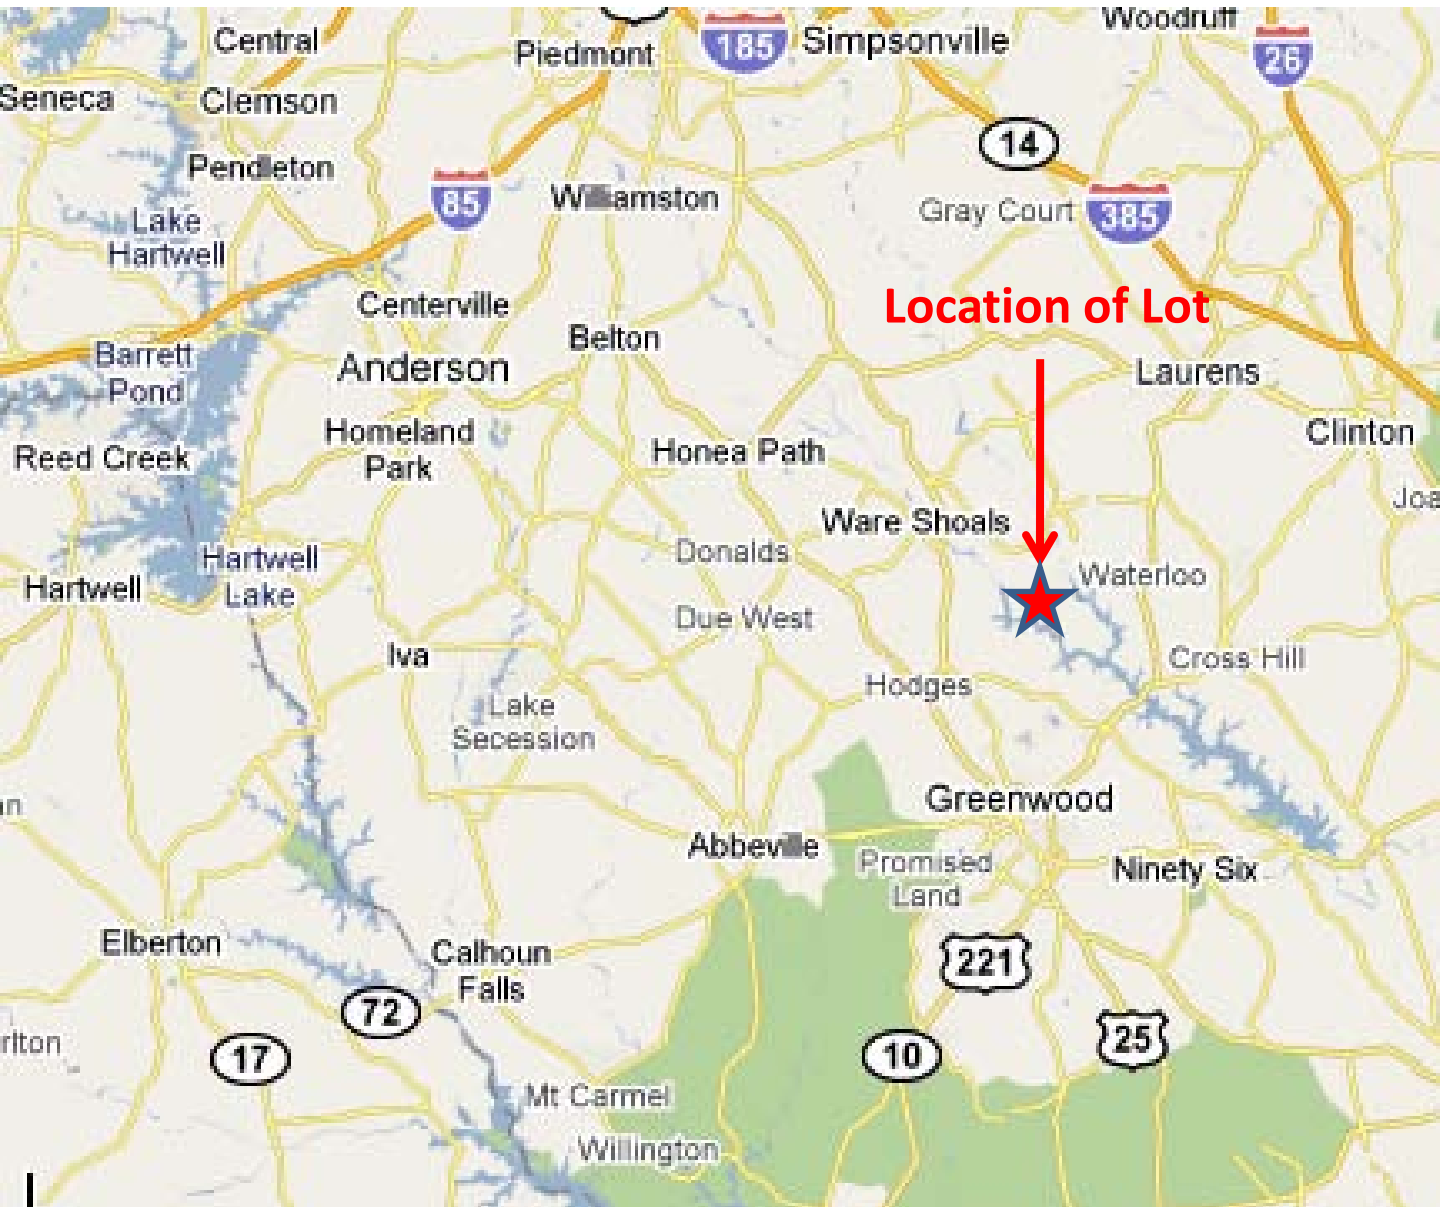 Central
Piedmont
185
Simpsonville
Woodruff
26
Seneca
Clemson
14
Pendleton
85
Williamston
Gray Court
385
Lake
Hartwell
Centerville
Location of Lot
Belton
Barrett
Pond
Anderson
Laurens
Homeland
Park
Clinton
Reed Creek
Honea Path
Joa
Ware Shoals
Hartwell
Lake
Donalds
Waterloo
Hartwell
Due West
Iva
Cross Hill
Hodges
Lake
Secession
Greenwood
Abbeville
Promised
Land
Ninety Six
Elberton
Calhoun
Falls
221
72
rlton
17
10
25
Mt Carmel
Willington